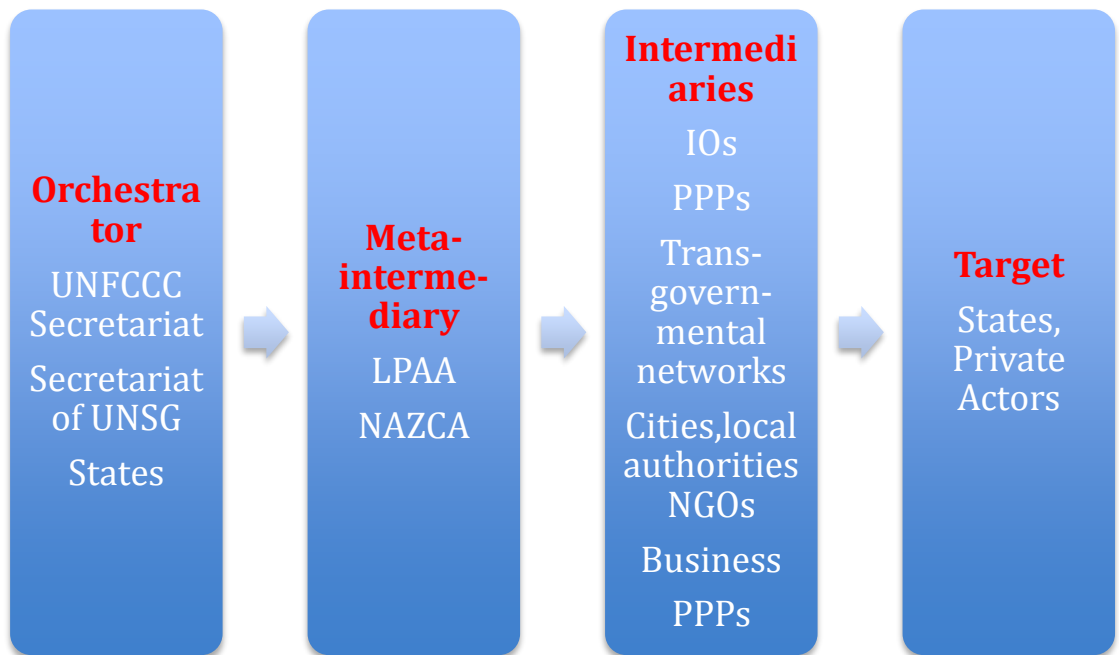 Orchestra
tor
UNFCCC
Secretariat
Secretariat
of UNSG
States
Meta-
interme-
diary
LPAA
NAZCA
Intermedi
aries
IOs
PPPs
Trans-
govern-
mental
networks
Cities,local
authorities
NGOs
Business
PPPs
Target
States,
Private
Actors